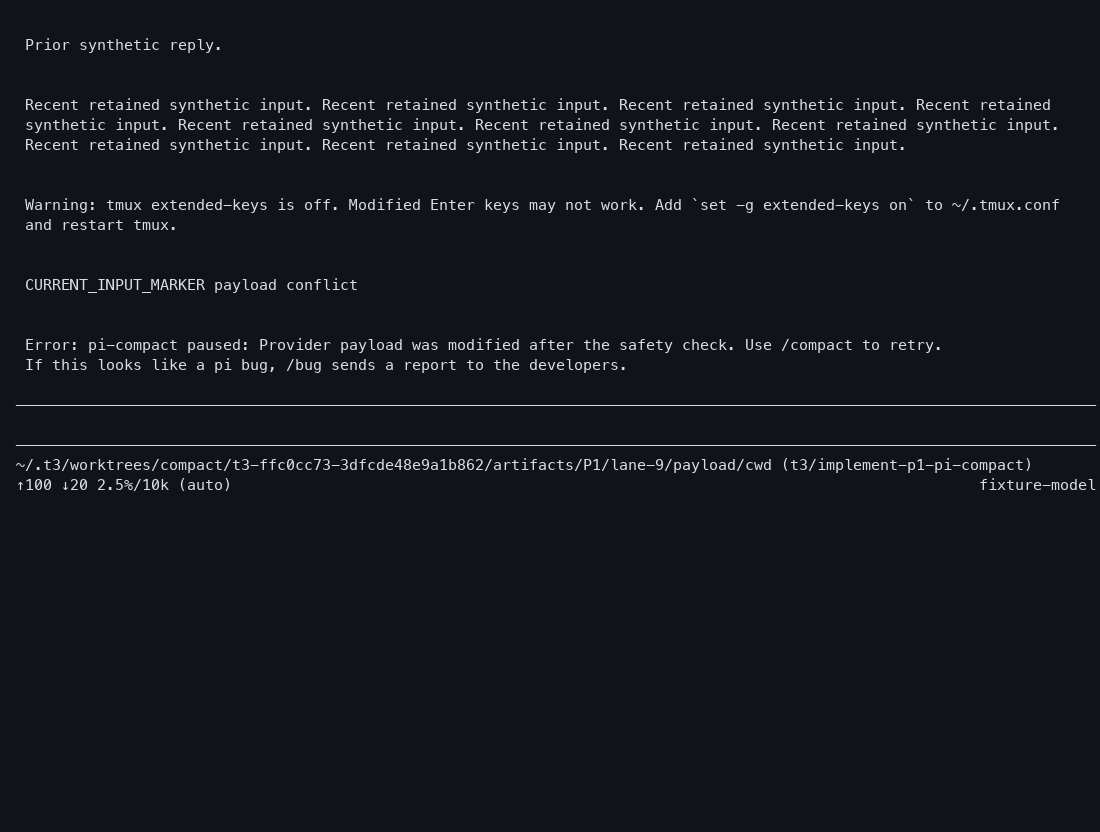 Prior synthetic reply.
Recent retained synthetic input. Recent retained synthetic input. Recent retained synthetic input. Recent retained
synthetic input. Recent retained synthetic input. Recent retained synthetic input. Recent retained synthetic input.
Recent retained synthetic input. Recent retained synthetic input. Recent retained synthetic input.
Warning: tmux extended-keys is off. Modified Enter keys may not work. Add `set -g extended-keys on` to ~/.tmux.conf
and restart tmux.
CURRENT_INPUT_MARKER payload conflict
Error: pi-compact paused: Provider payload was modified after the safety check. Use /compact to retry.
If this looks like a pi bug, /bug sends a report to the developers.
~/.t3/worktrees/compact/t3-ffc0cc73-3dfcde48e9a1b862/artifacts/P1/lane-9/payload/cwd (t3/implement-p1-pi-compact)
↑100 ↓20 2.5%/10k (auto) fixture-model